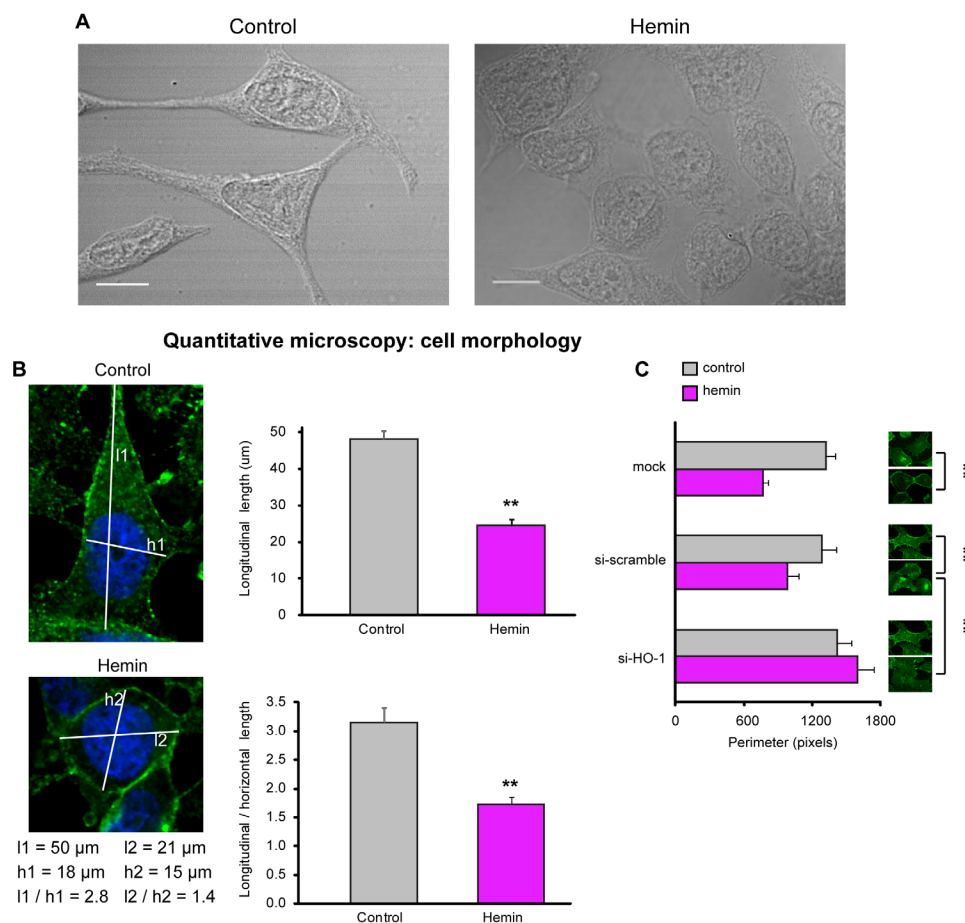 A
Control
Hemin
Quantitative microscopy: cell morphology
B
Control
l1
h1
Hemin
h2
l2
l1 = 50 µm l2 = 21 µm
h1 = 18 µm h2 = 15 µm
l1 / h1 = 2.8 l2 / h2 = 1.4
Longitudinal length (um)
50
40
30
20
10
0
**
Control Hemin
Longitudinal / horizontal length
3.5
3.0
2.5
2.0
1.5
1.0
0.5
0.0
**
Control Hemin
C
control
hemin
mock
si-scramble
si-HO-1
0 600 1200 1800
Perimeter (pixels)